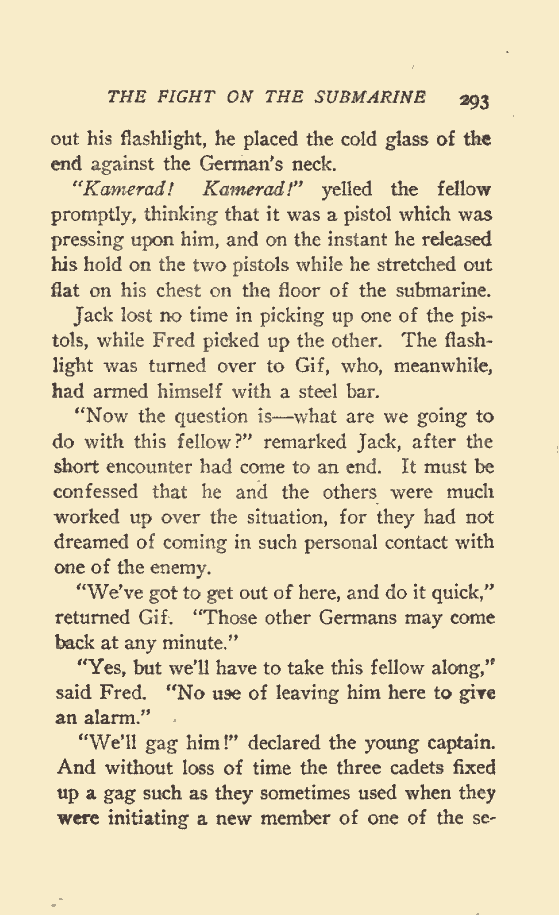 THE FIGHT ON THE SUBMARINE 293
out his flashlight, he placed the cold glass of the
end against the German's neck.
"Kamerad! Kamerad!" yelled the fellow
promptly, thinking that it was a pistol which was
pressing upon him, and on the instant he released
his hold on the two pistols while he stretched out
flat on his chest on the floor of the submarine.
Jack lost no time in picking up one of the pis-
tols, while Fred picked up the other. The flash-
light was turned over to Gif, who, meanwhile,
had armed himself with a steel bar.
"Now the question is—what are we going to
do with this fellow?" remarked Jack, after the
short encounter had come to an end. It must be
confessed that he and the others were much
worked up over the situation, for they had not
dreamed of coming in such personal contact with
one of the enemy.
"We've got to get out of here, and do it quick,"
returned Gif. "Those other Germans may come
back at any minute."
"Yes, but we'll have to take this fellow along,"
said Fred. "No use of leaving him here to give
an alarm."
"We'll gag him!" declared the young captain.
And without loss of time the three cadets fixed
up a gag such as they sometimes used when they
were initiating a new member of one of the se-